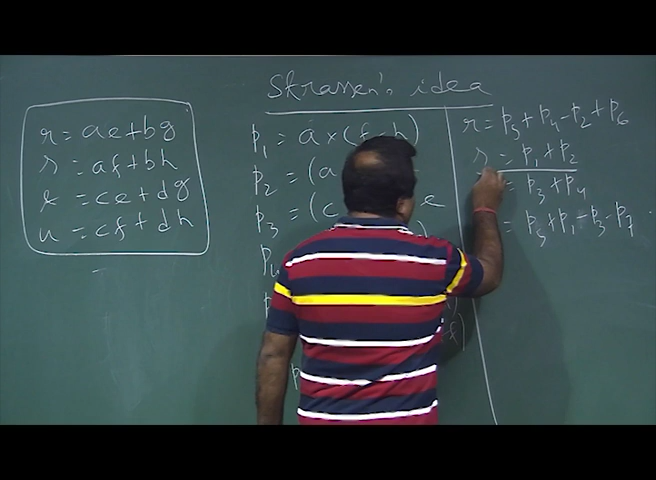 Strassen's idea
r = ae+bg
s = af+bh
t = ce+dg
u = cf+dh
P1 = a × (f-h)
P2 = (a
P3 = (c e
P4 )
P
f)
P
r = P5 + P4 - P2 + P6
s = P1 + P2
= P3 + P4
= P5 + P1 - P3 - P7